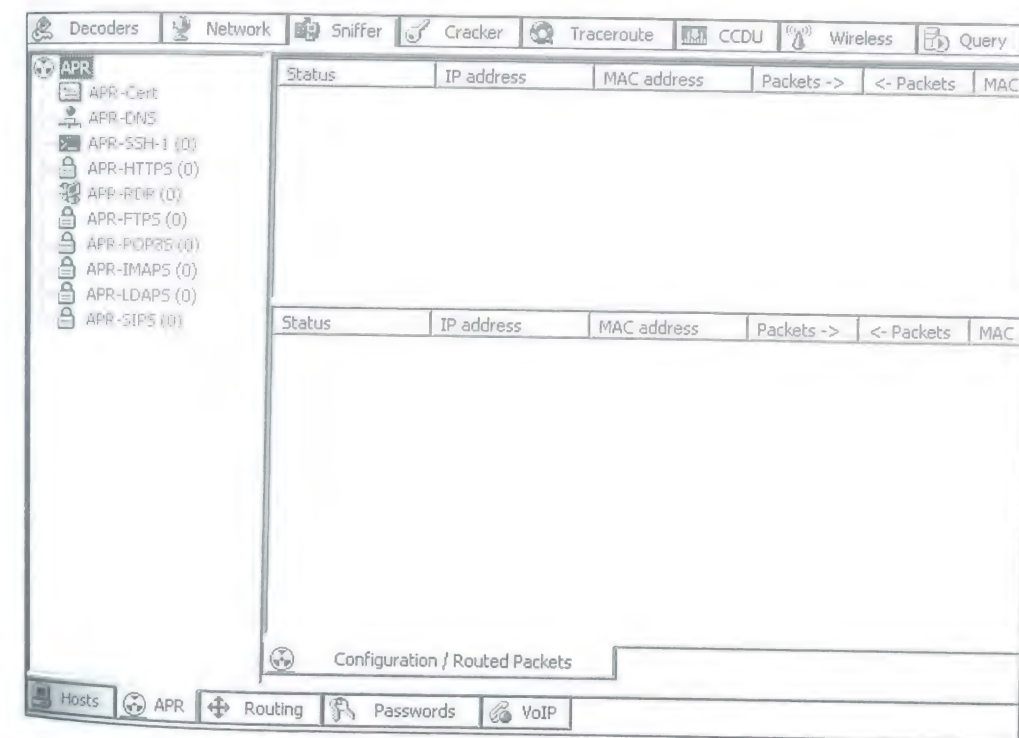 Decoders Network Sniffer Cracker Traceroute CCDU Wireless Query
APR
APR-Cert
APR-DNS
APR-SSH-1 (0)
APR-HTTPS (0)
APR-RDP (0)
APR-FTPS (0)
APR-POP3S (0)
APR-IMAPS (0)
APR-LDAPS (0)
APR-SIPS (0)
Status IP address MAC address Packets -> <- Packets MAC
Status IP address MAC address Packets -> <- Packets MAC
Configuration / Routed Packets
Hosts APR Routing Passwords VoIP